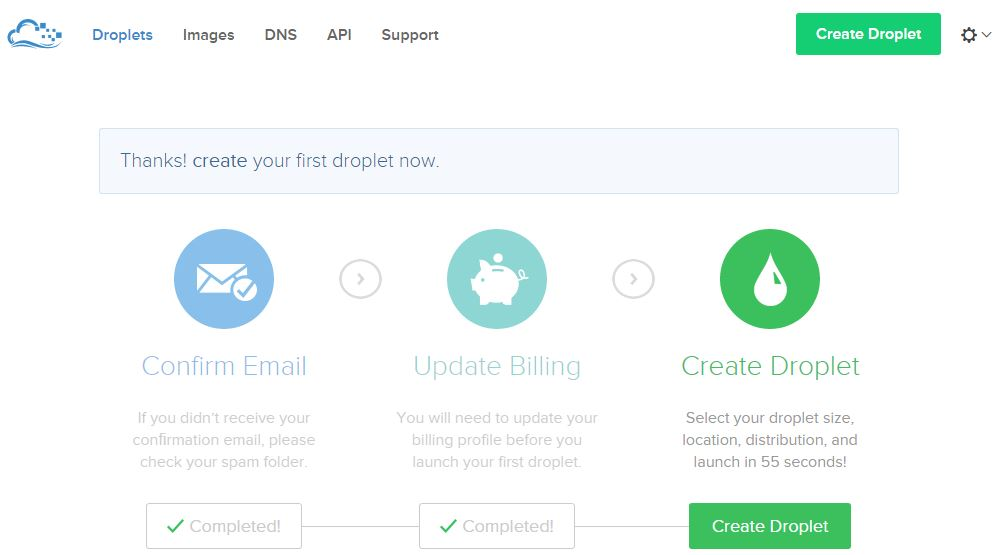 Droplets Images DNS API Support Create Droplet
Thanks! create your first droplet now.
Confirm Email
If you didn't receive your
confirmation email, please
check your spam folder.
Completed!
Update Billing
You will need to update your
billing profile before you
launch your first droplet.
Completed!
Create Droplet
Select your droplet size,
location, distribution, and
launch in 55 seconds!
Create Droplet